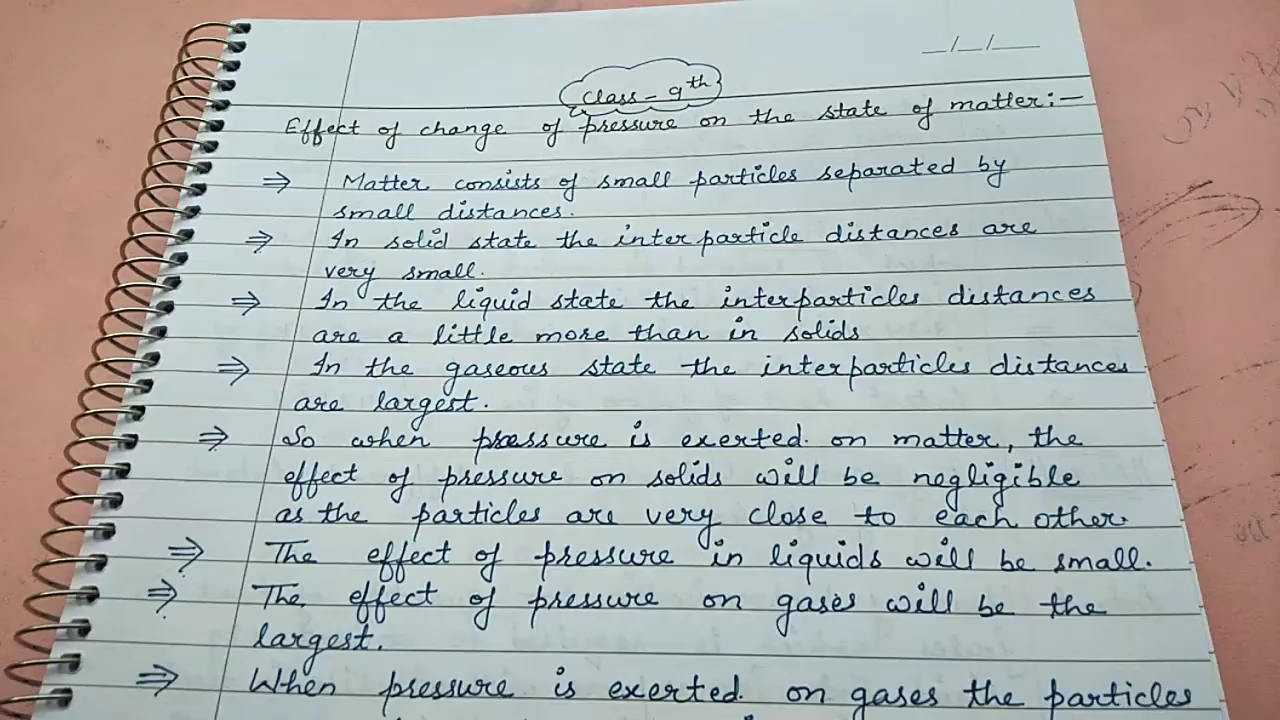 __/__/____
Class - 9th
Effect of change of pressure on the state of matter:-
⇒ Matter consists of small particles separated by
small distances.
⇒ In solid state the interparticle distances are
very small.
⇒ In the liquid state the interparticles distances
are a little more than in solids
⇒ In the gaseous state the interparticles distances
are largest.
⇒ So when pressure is exerted on matter, the
effect of pressure on solids will be negligible
as the particles are very close to each other.
⇒ The effect of pressure in liquids will be small.
⇒ The effect of pressure on gases will be the
largest.
⇒ When pressure is exerted on gases the particles